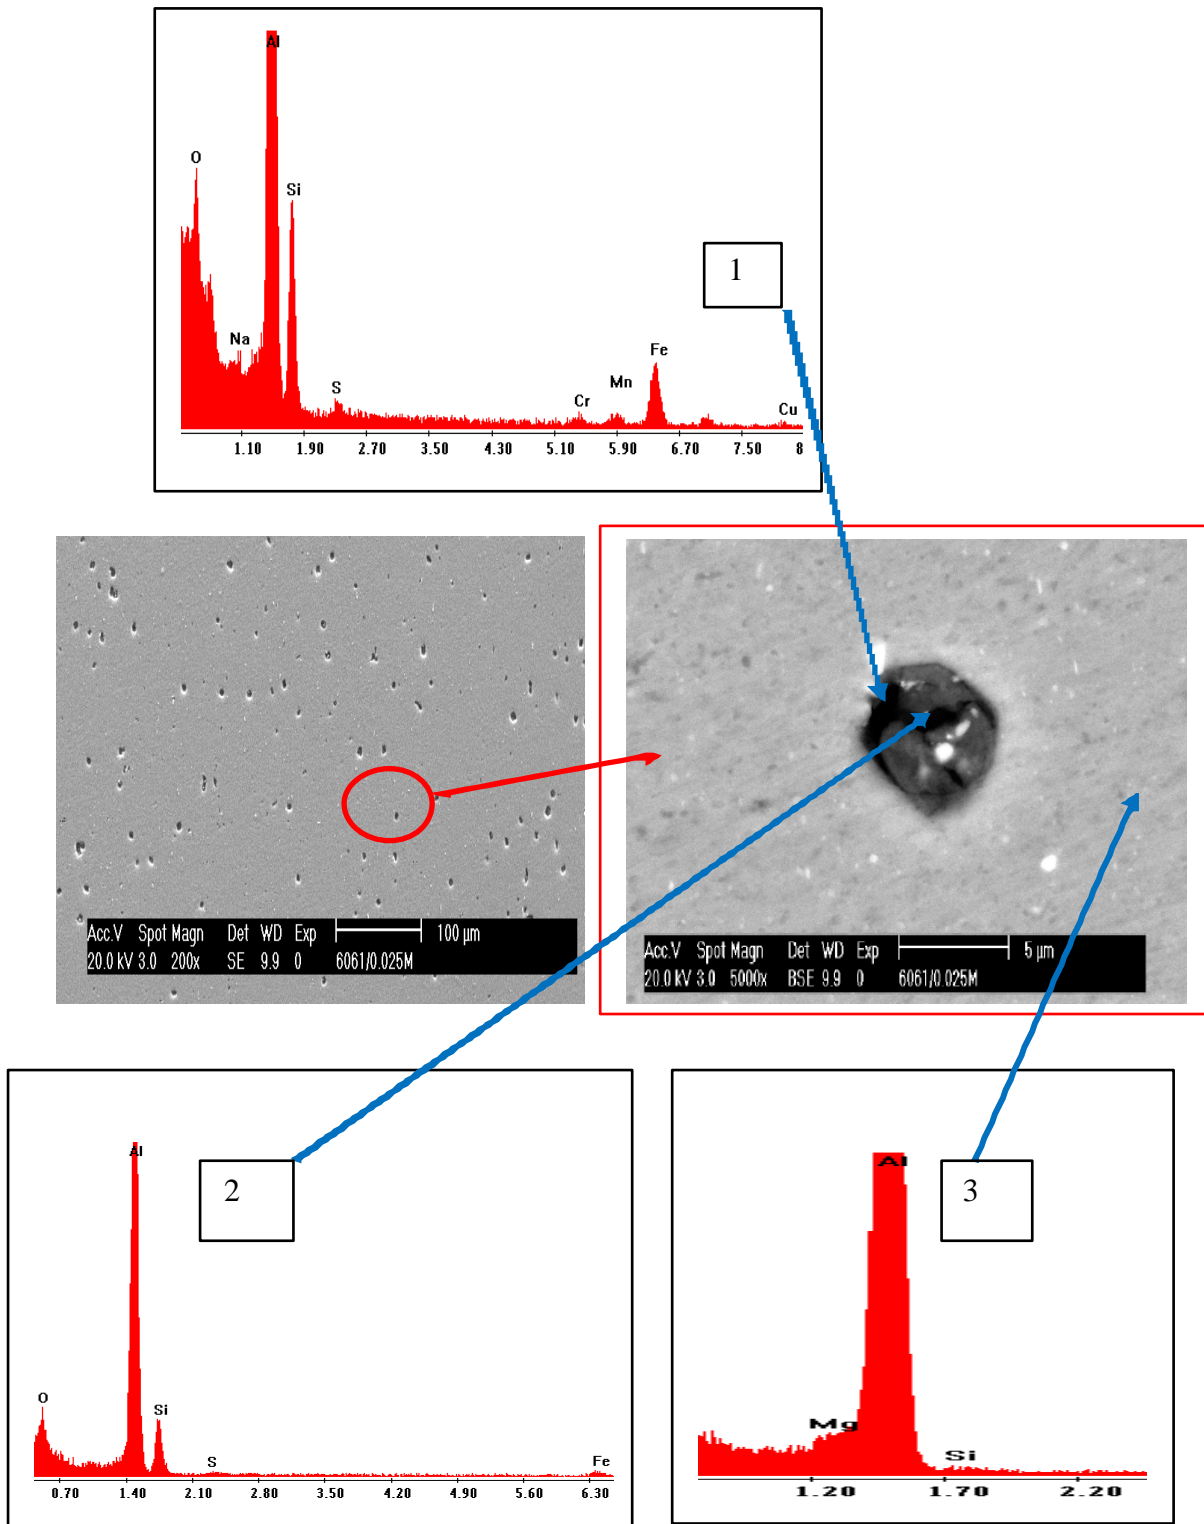 Al
O
Si
1
Na
Fe
S
Cr
Mn
Cu
1.10 1.90 2.70 3.50 4.30 5.10 5.90 6.70 7.50 8
Acc.V Spot Magn Det WD Exp 100 µm
20.0 kV 3.0 200x SE 9.9 0 6061/0.025M
Acc.V Spot Magn Det WD Exp 5 µm
20.0 kV 3.0 5000x BSE 9.9 0 6061/0.025M
Al
2
O
Si
S
Fe
0.70 1.40 2.10 2.80 3.50 4.20 4.90 5.60 6.30
Al
3
Mg
Si
1.20 1.70 2.20